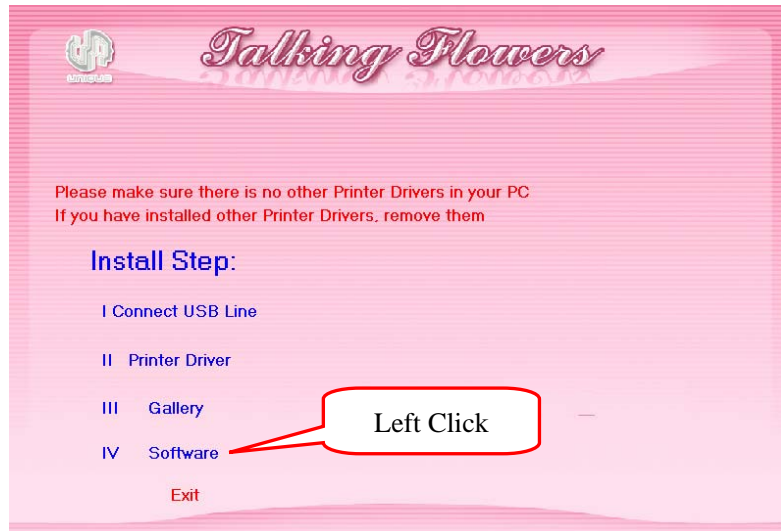 Talking Flowers
UNIQUE
Please make sure there is no other Printer Drivers in your PC
If you have installed other Printer Drivers, remove them
Install Step:
I Connect USB Line
II Printer Driver
III Gallery
Left Click
IV Software
Exit